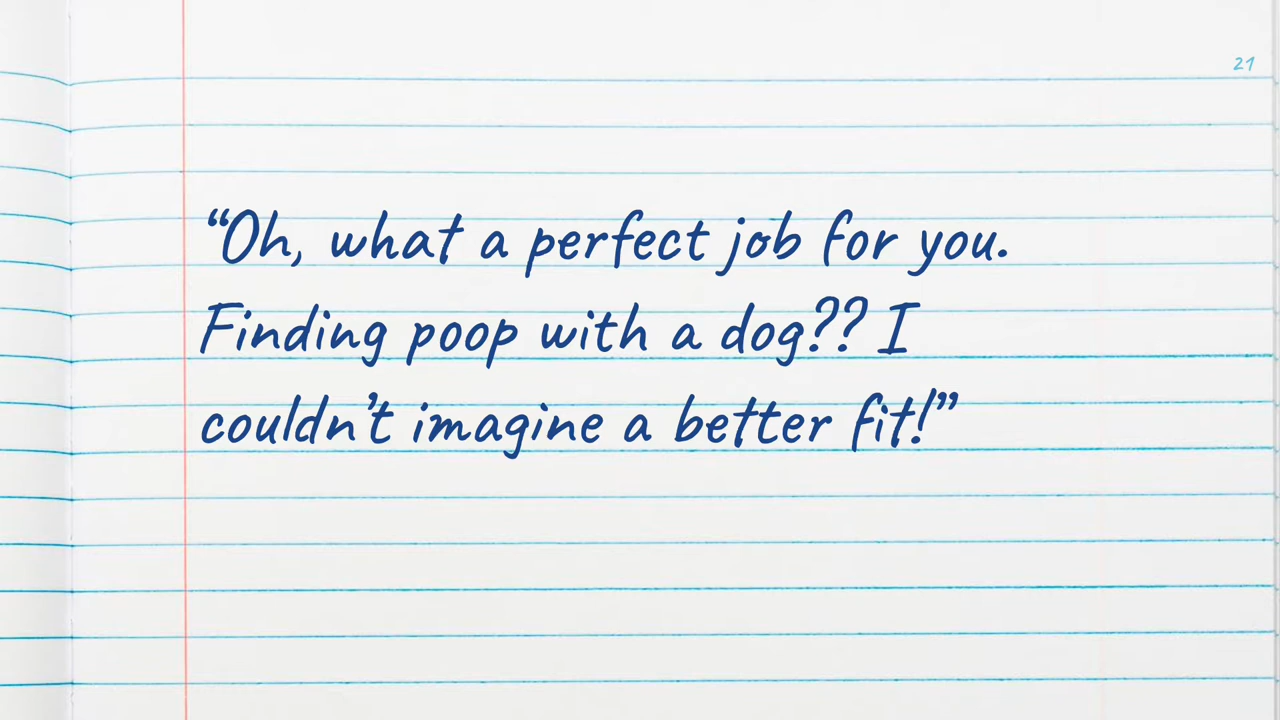 21
“Oh, what a perfect job for you.
Finding poop with a dog?? I
couldn’t imagine a better fit!”